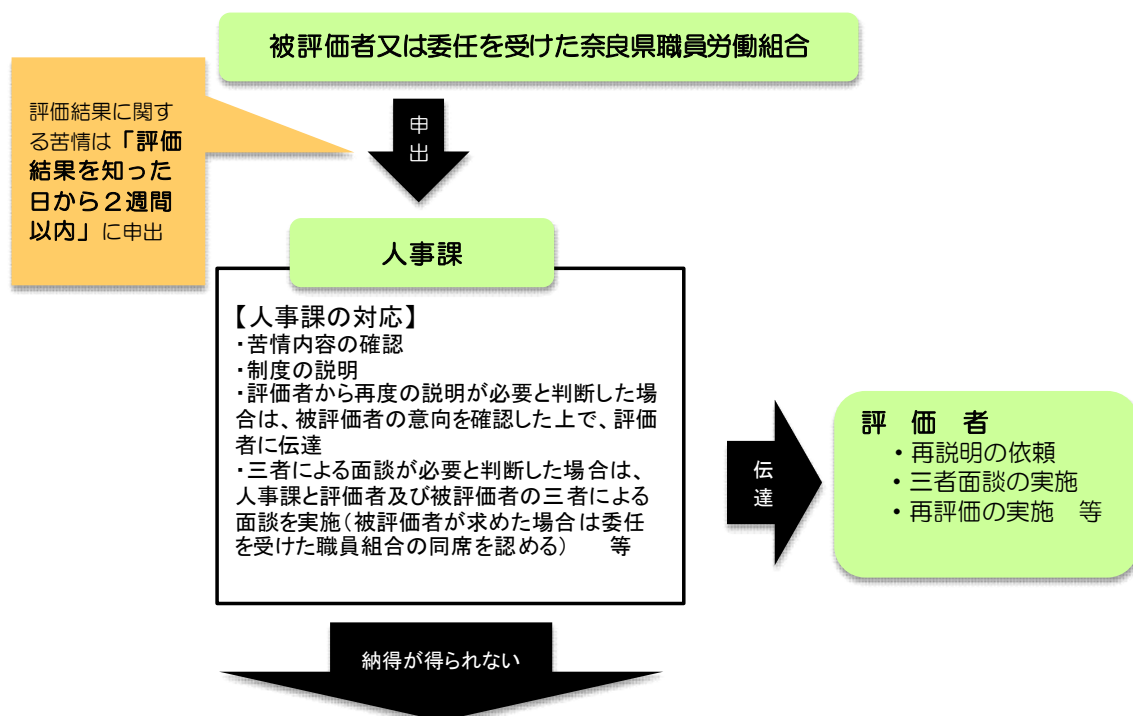 被評価者又は委任を受けた奈良県職員労働組合
評価結果に関す
る苦情は「評価
結果を知った
日から２週間
以内」に申出
申
出
人事課
【人事課の対応】
・苦情内容の確認
・制度の説明
・評価者から再度の説明が必要と判断した場
合は、被評価者の意向を確認した上で、評価
者に伝達
・三者による面談が必要と判断した場合は、
人事課と評価者及び被評価者の三者による
面談を実施（被評価者が求めた場合は委任
を受けた職員組合の同席を認める）　　等
伝
達
評　価　者
・再説明の依頼
・三者面談の実施
・再評価の実施　等
納得が得られない